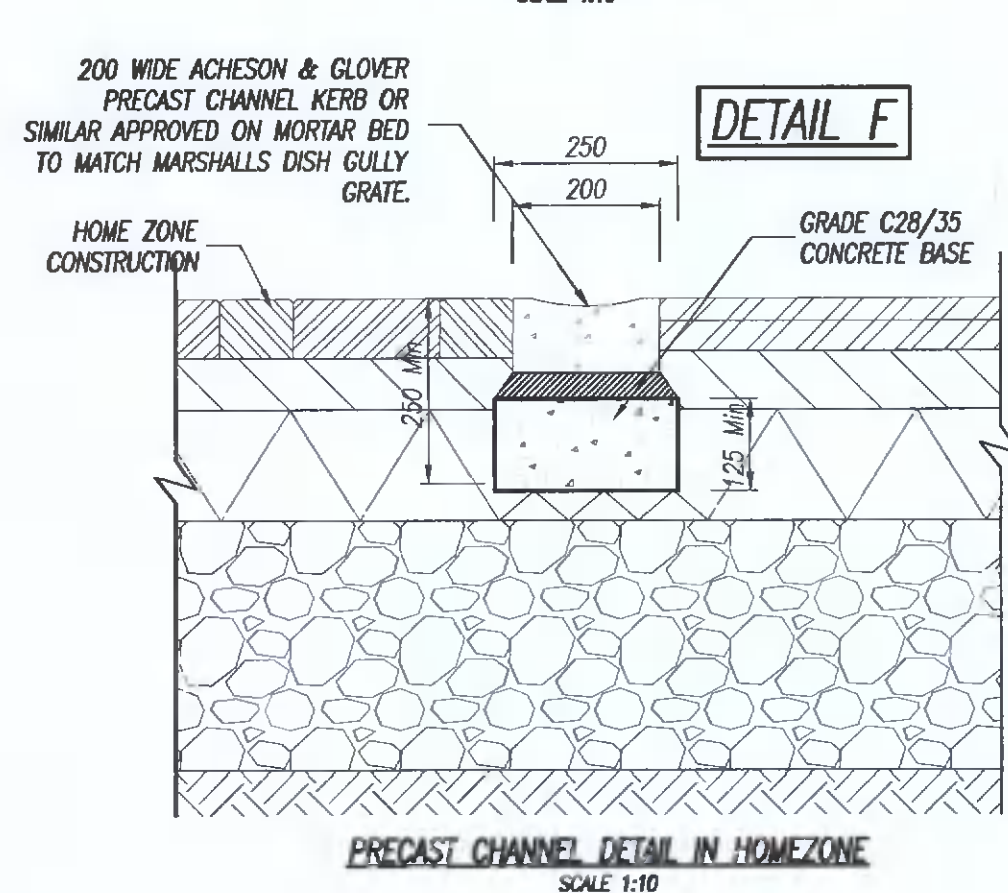 200 WIDE ACHESON & GLOVER
PRECAST CHANNEL KERB OR
SIMILAR APPROVED ON MORTAR BED
TO MATCH MARSHALLS DISH GULLY
GRATE.
DETAIL F
250
200
HOME ZONE
CONSTRUCTION
GRADE C28/35
CONCRETE BASE
250 Min
125 Min
PRECAST CHANNEL DETAIL IN HOMEZONE
SCALE 1:10